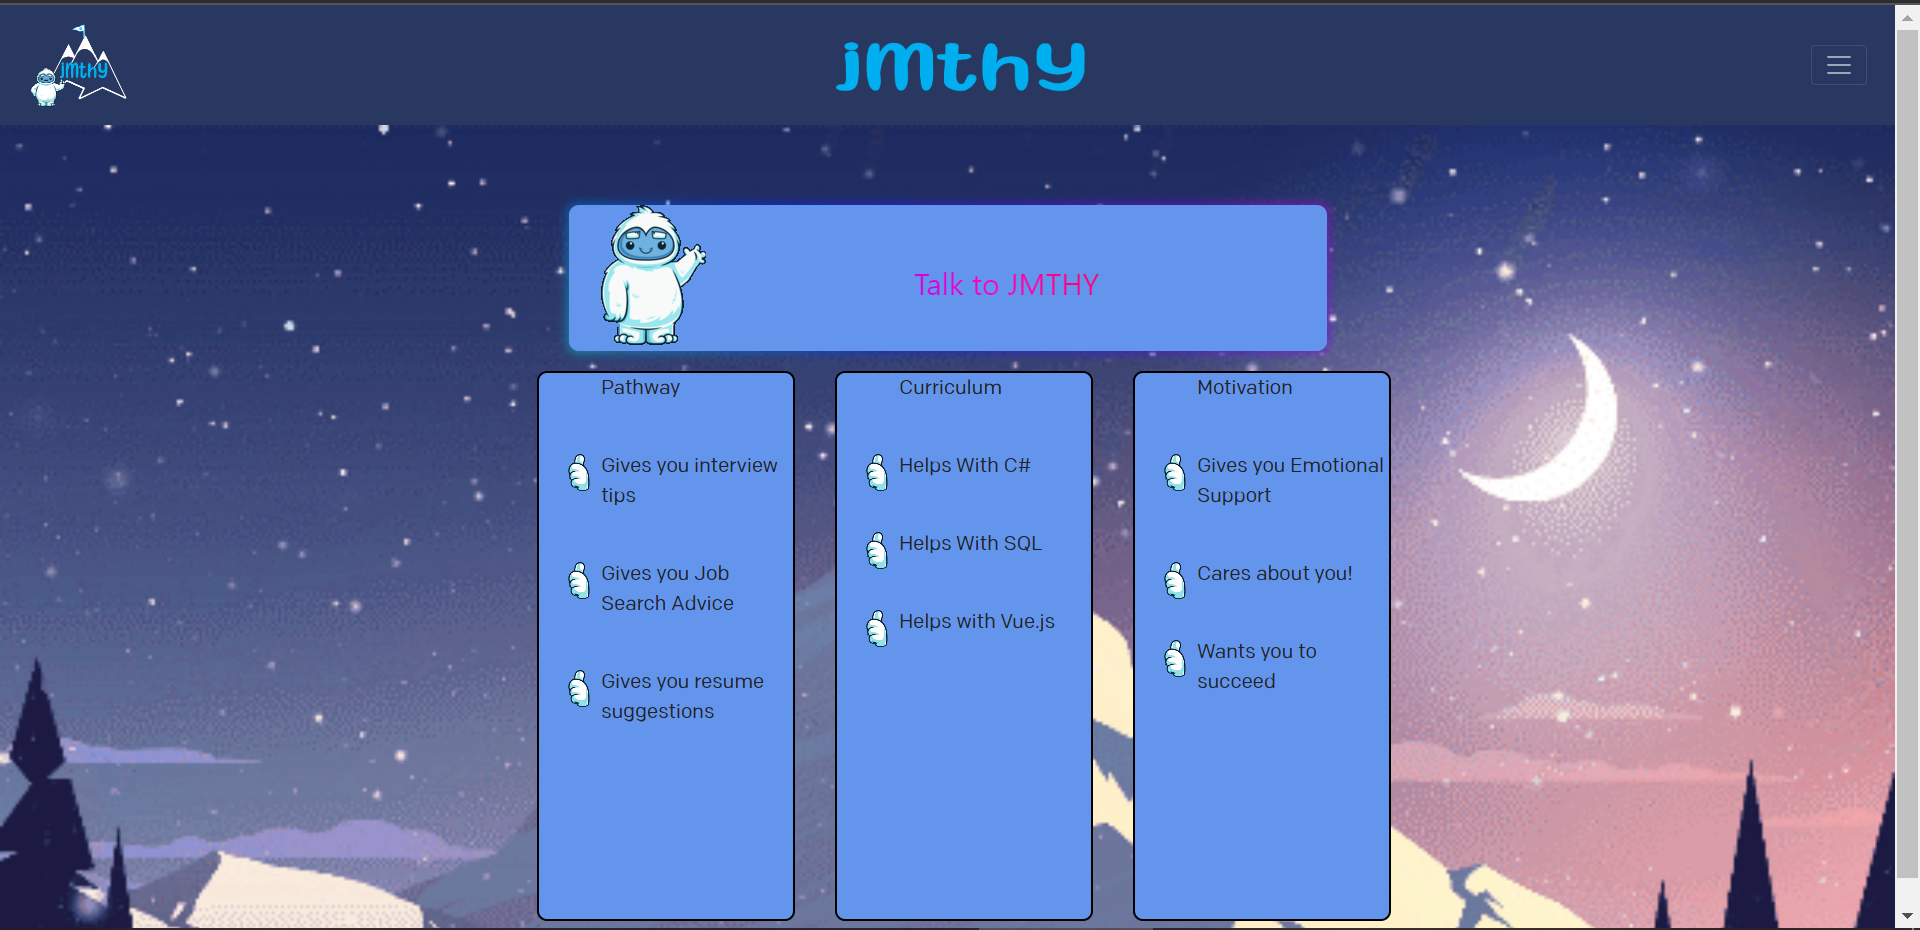 jmthy
jmthy
Talk to JMTHY
Pathway
Gives you interview
tips
Gives you Job
Search Advice
Gives you resume
suggestions
Curriculum
Helps With C#
Helps With SQL
Helps with Vue.js
Motivation
Gives you Emotional
Support
Cares about you!
Wants you to
succeed